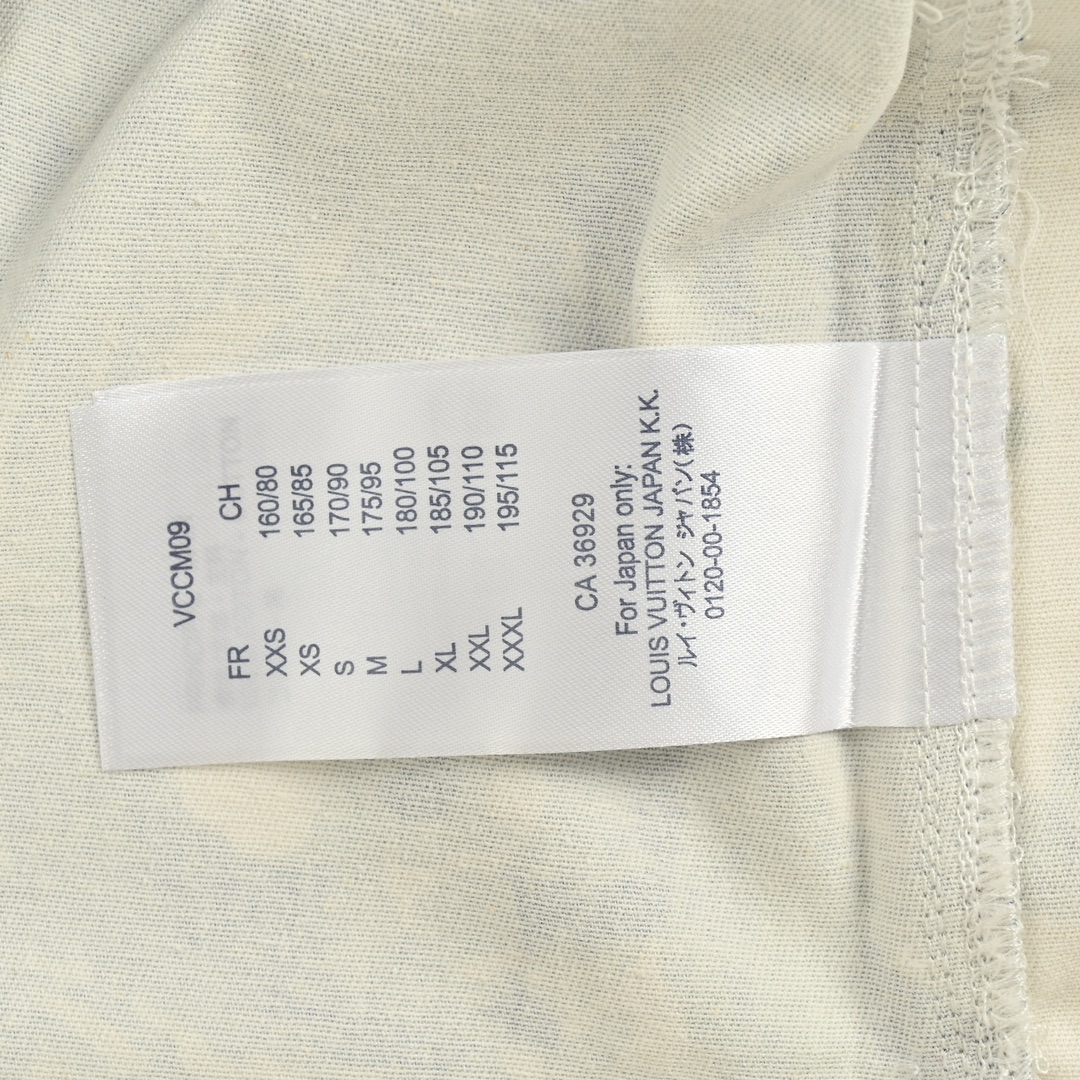 VCCM09
FR CH
XXS 160/80
XS 165/85
S 170/90
M 175/95
L 180/100
XL 185/105
XXL 190/110
XXXL 195/115
CA 36929
For Japan only:
LOUIS VUITTON JAPAN K.K.
ルイ・ヴィトン ジャパン(株)
0120-00-1854